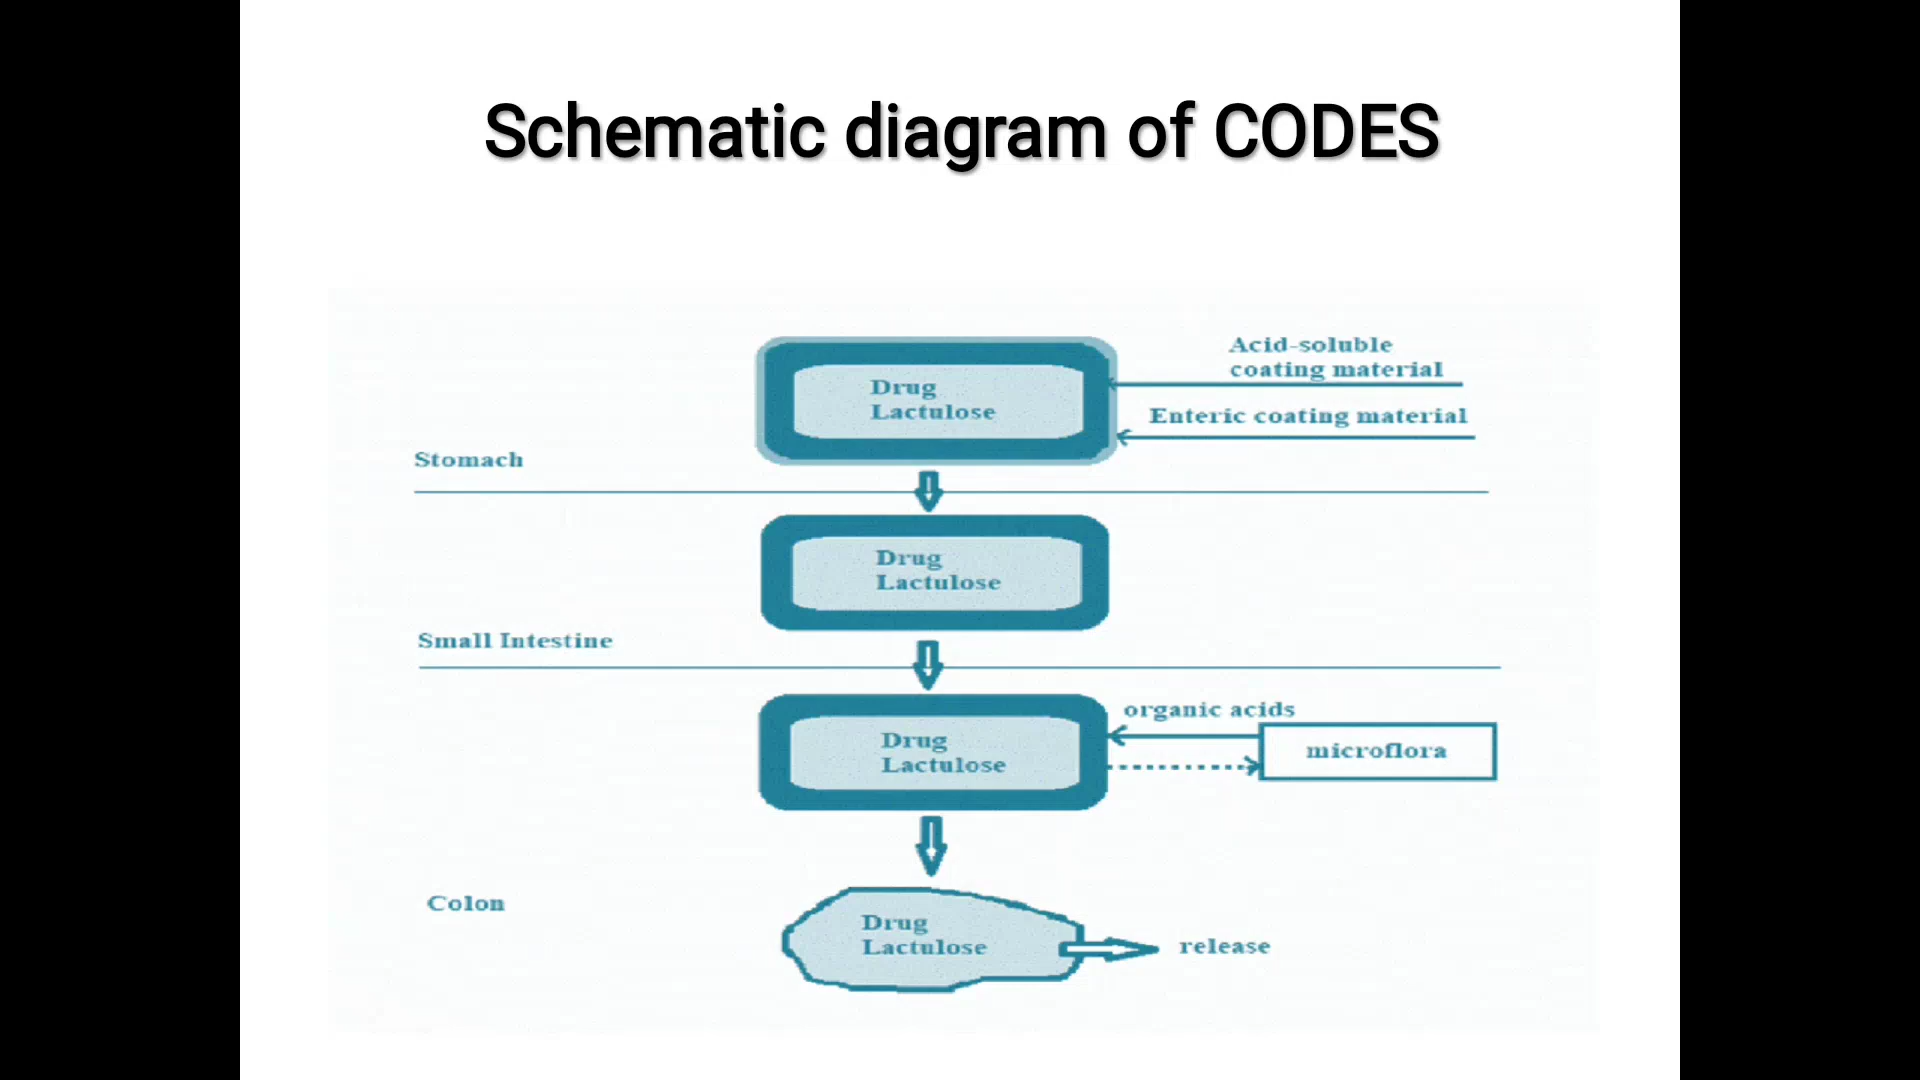 Schematic diagram of CODES
Acid-soluble
coating material
Drug
Lactulose
Enteric coating material
Stomach
Drug
Lactulose
Small Intestine
organic acids
Drug
Lactulose
microflora
Colon
Drug
Lactulose
release